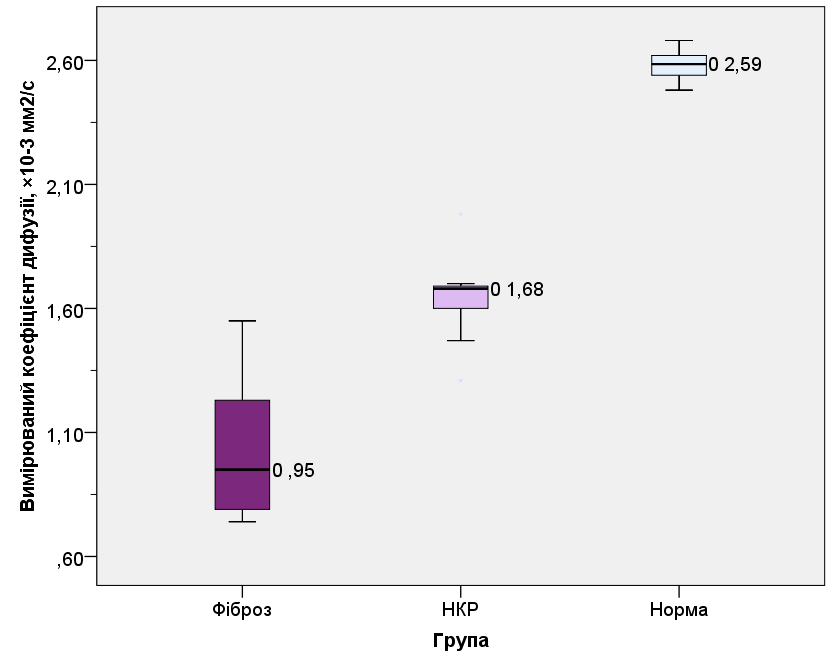 Вимірюваний коефіцієнт дифузії, ×10-3 мм2/с
2,60
2,10
1,60
1,10
,60
0 2,59
0 1,68
0 ,95
Фіброз
НКР
Норма
Група